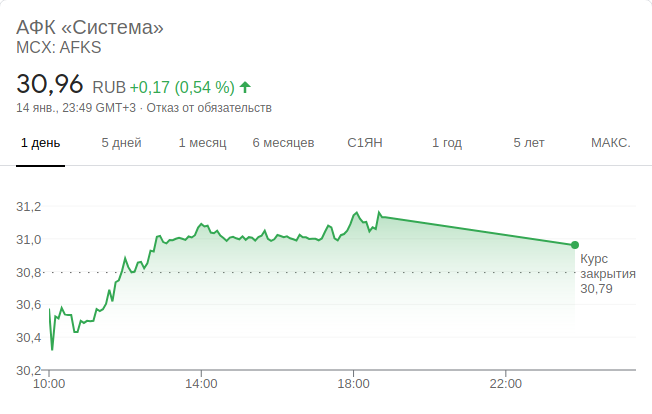 АФК «Система»
MCX: AFKS
30,96 RUB +0,17 (0,54 %) ↑
14 янв., 23:49 GMT+3 · Отказ от обязательств
1 день 5 дней 1 месяц 6 месяцев С1ЯН 1 год 5 лет МАКС.
31,2
31,0
30,8
30,6
30,4
30,2
Курс
закрытия
30,79
10:00 14:00 18:00 22:00